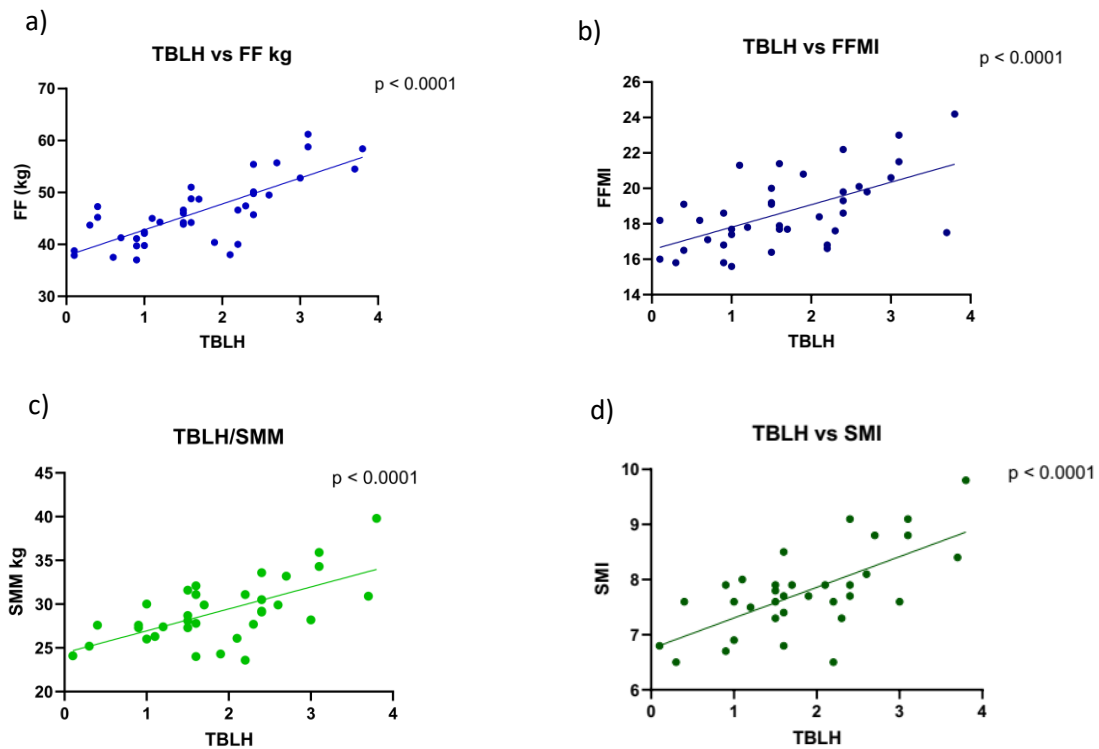 a)
TBLH vs FF kg
p < 0.0001
FF (kg)
70
60
50
40
30
0 1 2 3 4
TBLH
b)
TBLH vs FFMI
p < 0.0001
FFMI
26
24
22
20
18
16
14
0 1 2 3 4
TBLH
c)
TBLH/SMM
p < 0.0001
SMM kg
45
40
35
30
25
20
0 1 2 3 4
TBLH
d)
TBLH vs SMI
p < 0.0001
SMI
10
9
8
7
6
0 1 2 3 4
TBLH